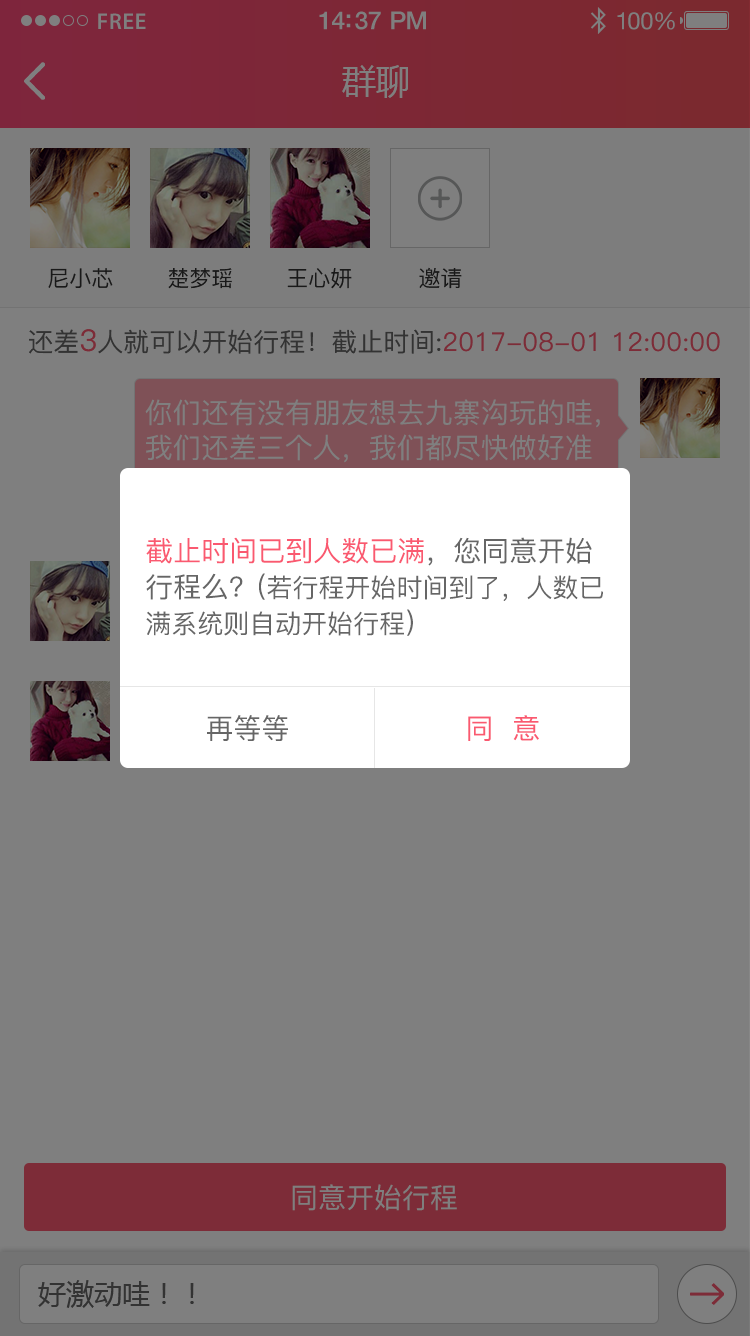 FREE 14:37 PM 100%
群聊
尼小芯 楚梦瑶 王心妍 邀请
还差3人就可以开始行程！截止时间:2017-08-01 12:00:00
你们还有没有朋友想去九寨沟玩的哇，
我们还差三个人，我们都尽快做好准
截止时间已到人数已满，您同意开始
行程么？(若行程开始时间到了，人数已
满系统则自动开始行程)
再等等 同 意
同意开始行程
好激动哇！！